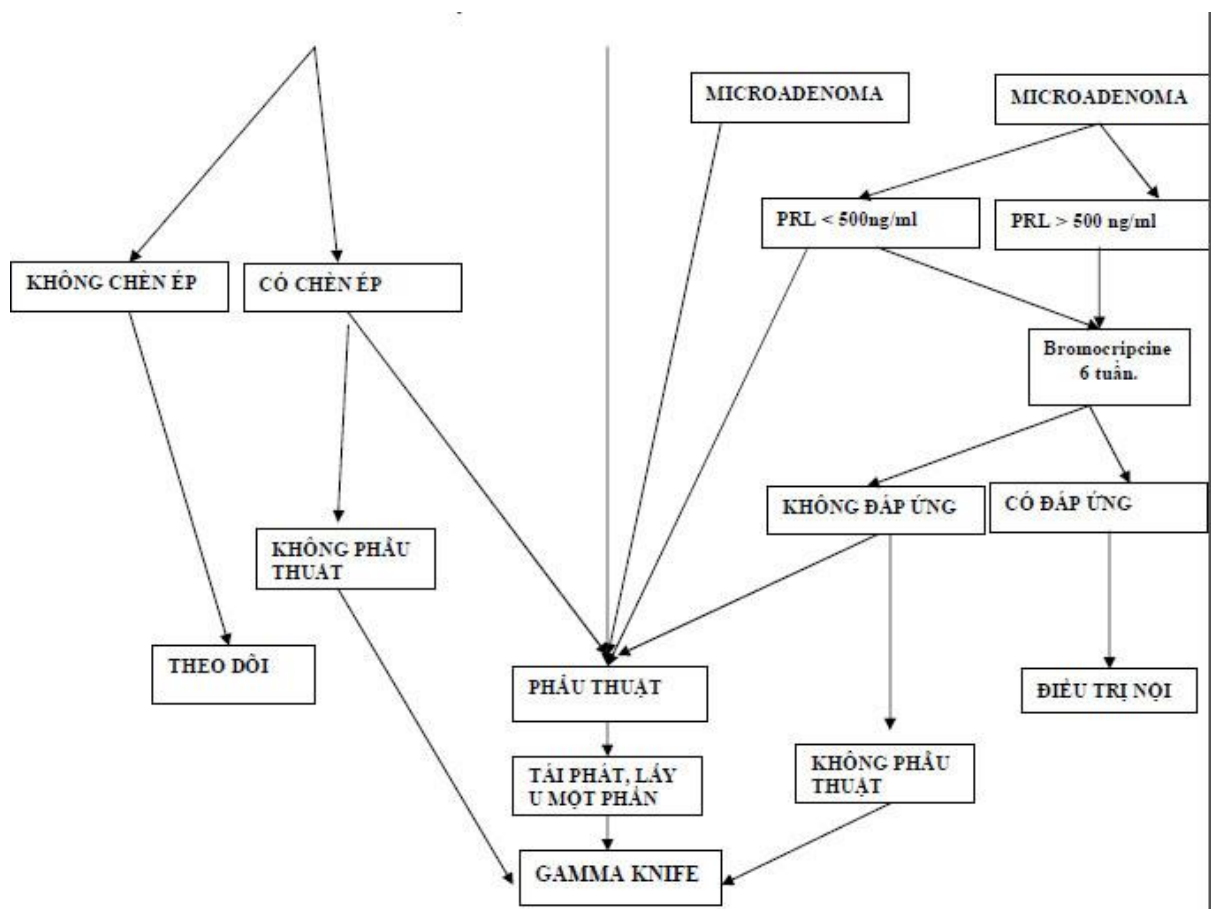 MICROADENOMA
MICROADENOMA
PRL < 500ng/ml
PRL > 500 ng/ml
KHÔNG CHÈN ÉP
CÓ CHÈN ÉP
Bromocripcine
6 tuần.
KHÔNG ĐÁP ỨNG
CÓ ĐÁP ỨNG
KHÔNG PHẪU
THUẬT
THEO DÕI
PHẪU THUẬT
ĐIỀU TRỊ NỘI
TÁI PHÁT, LẤY
U MỘT PHẦN
KHÔNG PHẪU
THUẬT
GAMMA KNIFE